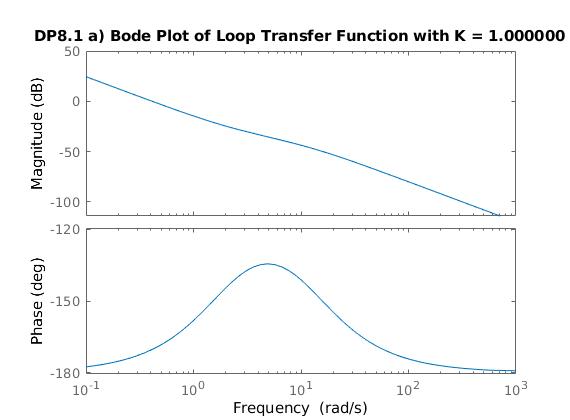 DP8.1 a) Bode Plot of Loop Transfer Function with K = 1.000000
50
0
-50
-100
Magnitude (dB)
-120
-150
-180
Phase (deg)
10^-1 10^0 10^1 10^2 10^3
Frequency (rad/s)